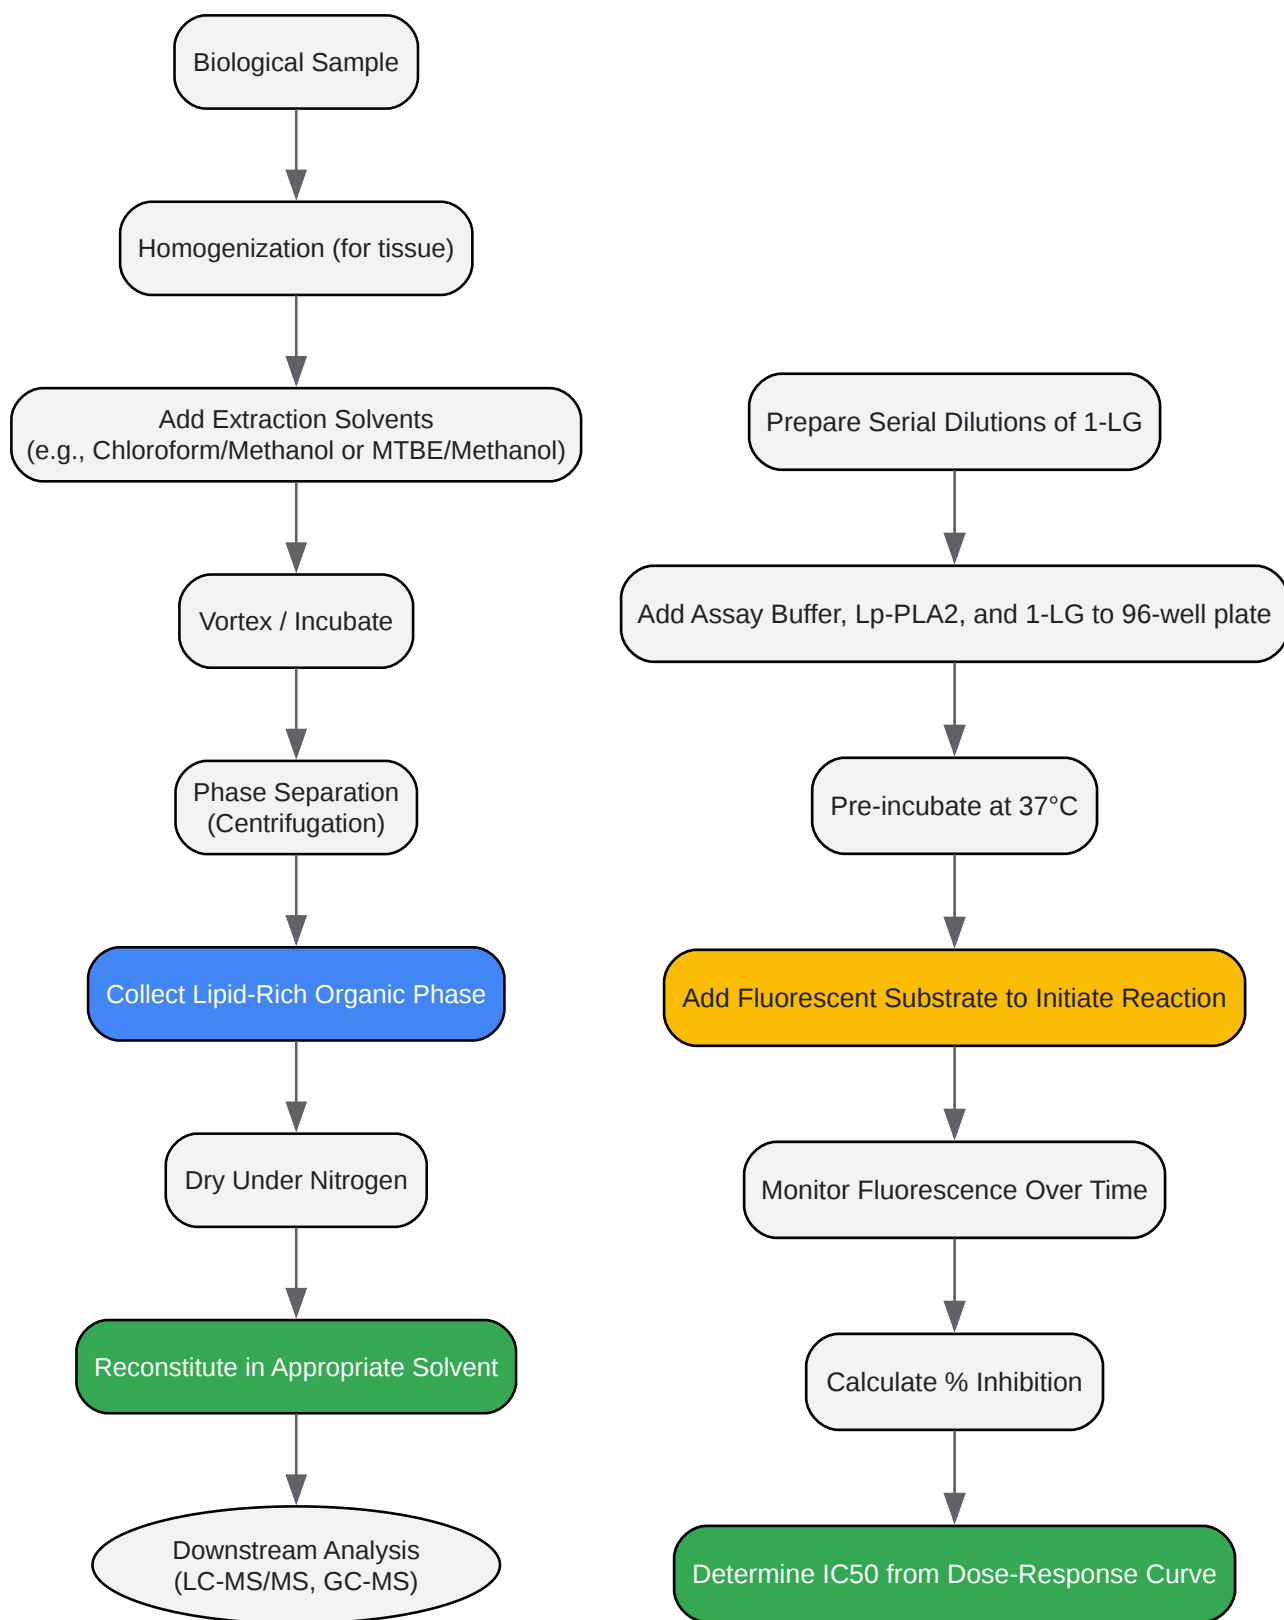 Biological Sample
Homogenization (for tissue)
Add Extraction Solvents
(e.g., Chloroform/Methanol or MTBE/Methanol)
Vortex / Incubate
Phase Separation
(Centrifugation)
Collect Lipid-Rich Organic Phase
Dry Under Nitrogen
Reconstitute in Appropriate Solvent
Downstream Analysis
(LC-MS/MS, GC-MS)
Prepare Serial Dilutions of 1-LG
Add Assay Buffer, Lp-PLA2, and 1-LG to 96-well plate
Pre-incubate at 37°C
Add Fluorescent Substrate to Initiate Reaction
Monitor Fluorescence Over Time
Calculate % Inhibition
Determine IC50 from Dose-Response Curve